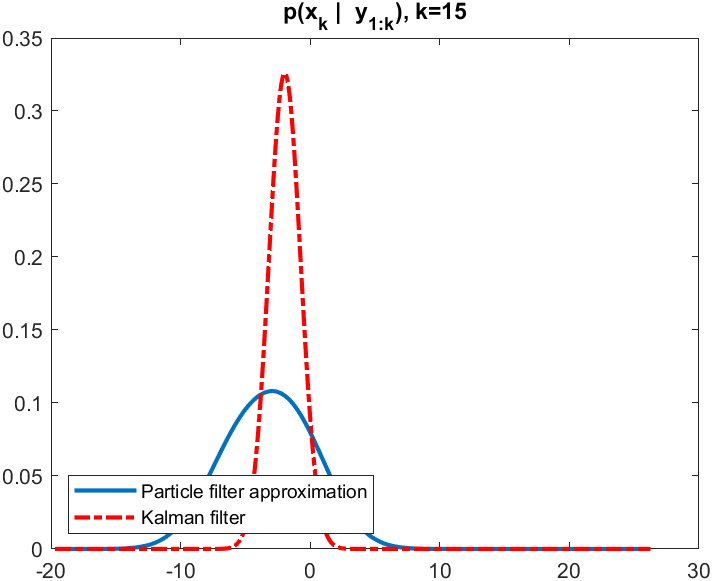 p(x_k | y_1:k), k=15
0.35
0.3
0.25
0.2
0.15
0.1
0.05
0
Particle filter approximation
Kalman filter
-20 -10 0 10 20 30